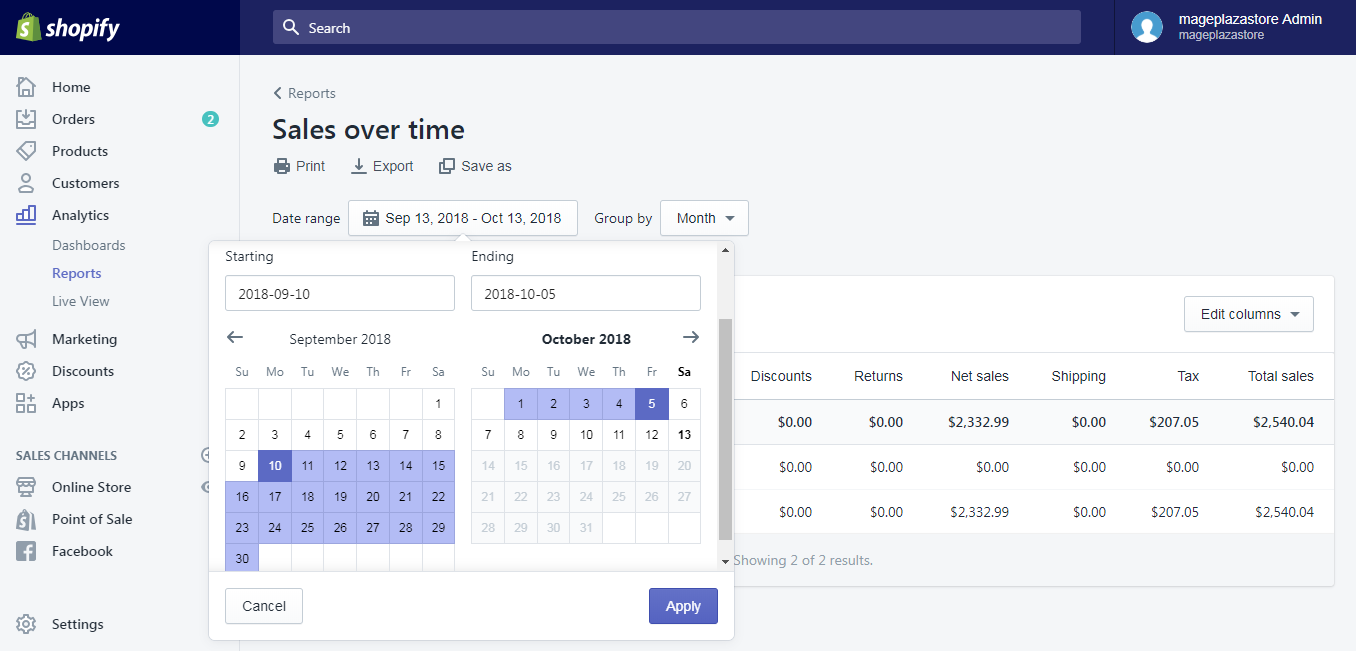 shopify
Search
mageplazastore Admin
mageplazastore
Home
Orders 2
Products
Customers
Analytics
Dashboards
Reports
Live View
Marketing
Discounts
Apps
SALES CHANNELS
Online Store
Point of Sale
Facebook
Settings
Reports
Sales over time
Print Export Save as
Date range Sep 13, 2018 - Oct 13, 2018 Group by Month
Starting Ending
2018-09-10 2018-10-05
September 2018
Su Mo Tu We Th Fr Sa
1
2 3 4 5 6 7 8
9 10 11 12 13 14 15
16 17 18 19 20 21 22
23 24 25 26 27 28 29
30
October 2018
Su Mo Tu We Th Fr Sa
1 2 3 4 5 6
7 8 9 10 11 12 13
14 15 16 17 18 19 20
21 22 23 24 25 26 27
28 29 30 31
Cancel Apply
Edit columns
Discounts Returns Net sales Shipping Tax Total sales
$0.00 $0.00 $2,332.99 $0.00 $207.05 $2,540.04
$0.00 $0.00 $0.00 $0.00 $0.00 $0.00
$0.00 $0.00 $2,332.99 $0.00 $207.05 $2,540.04
Showing 2 of 2 results.